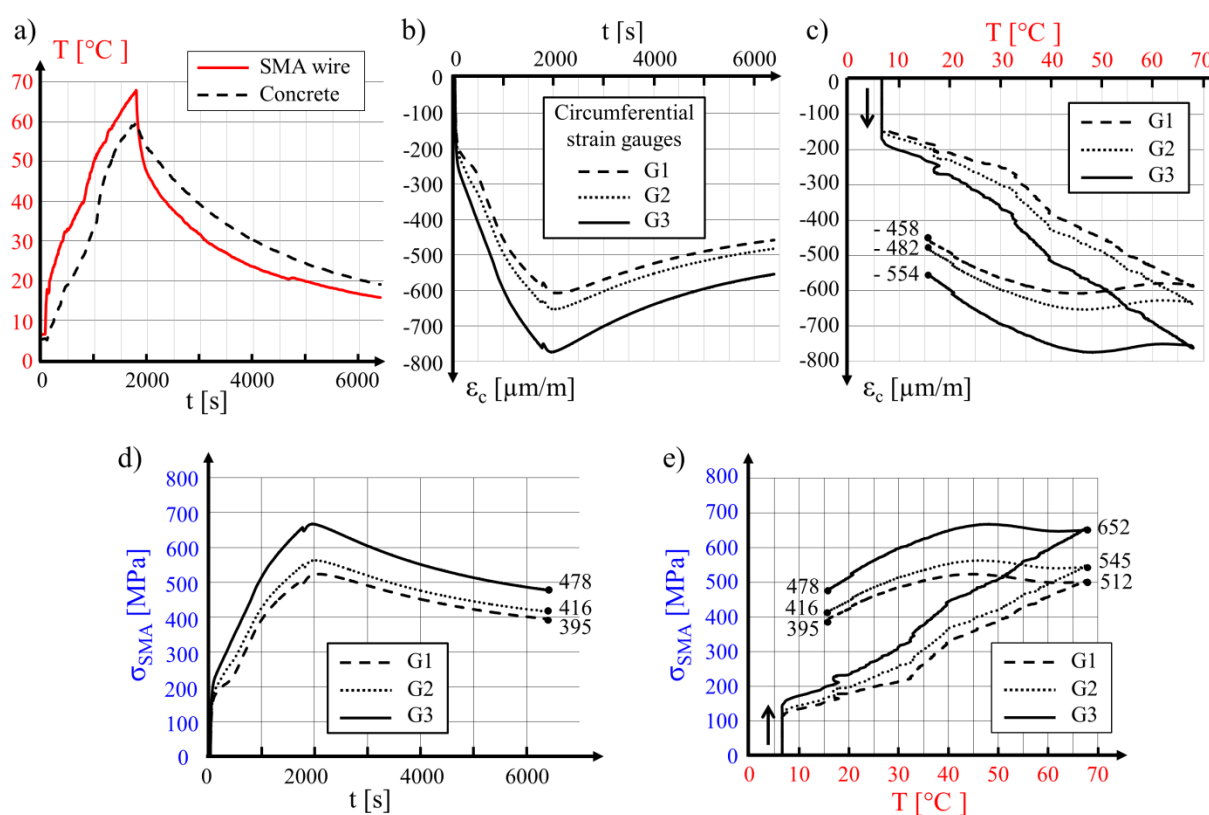 a)
T [°C ]
SMA wire
Concrete
70
60
50
40
30
20
10
0
0 2000 4000 6000
t [s]
b)
t [s]
0 2000 4000 6000
0
-100
-200
-300
-400
-500
-600
-700
-800
Circumferential
strain gauges
G1
G2
G3
ε_c [µm/m]
c)
T [°C ]
0 10 20 30 40 50 60 70
0
-100
-200
-300
-400
-500
-600
-700
-800
G1
G2
G3
- 458
- 482
- 554
ε_c [µm/m]
d)
σ_SMA [MPa]
800
700
600
500
400
300
200
100
0
478
416
395
G1
G2
G3
0 2000 4000 6000
t [s]
e)
σ_SMA [MPa]
800
700
600
500
400
300
200
100
0
652
545
512
478
416
395
G1
G2
G3
10 20 30 40 50 60 70
T [°C ]